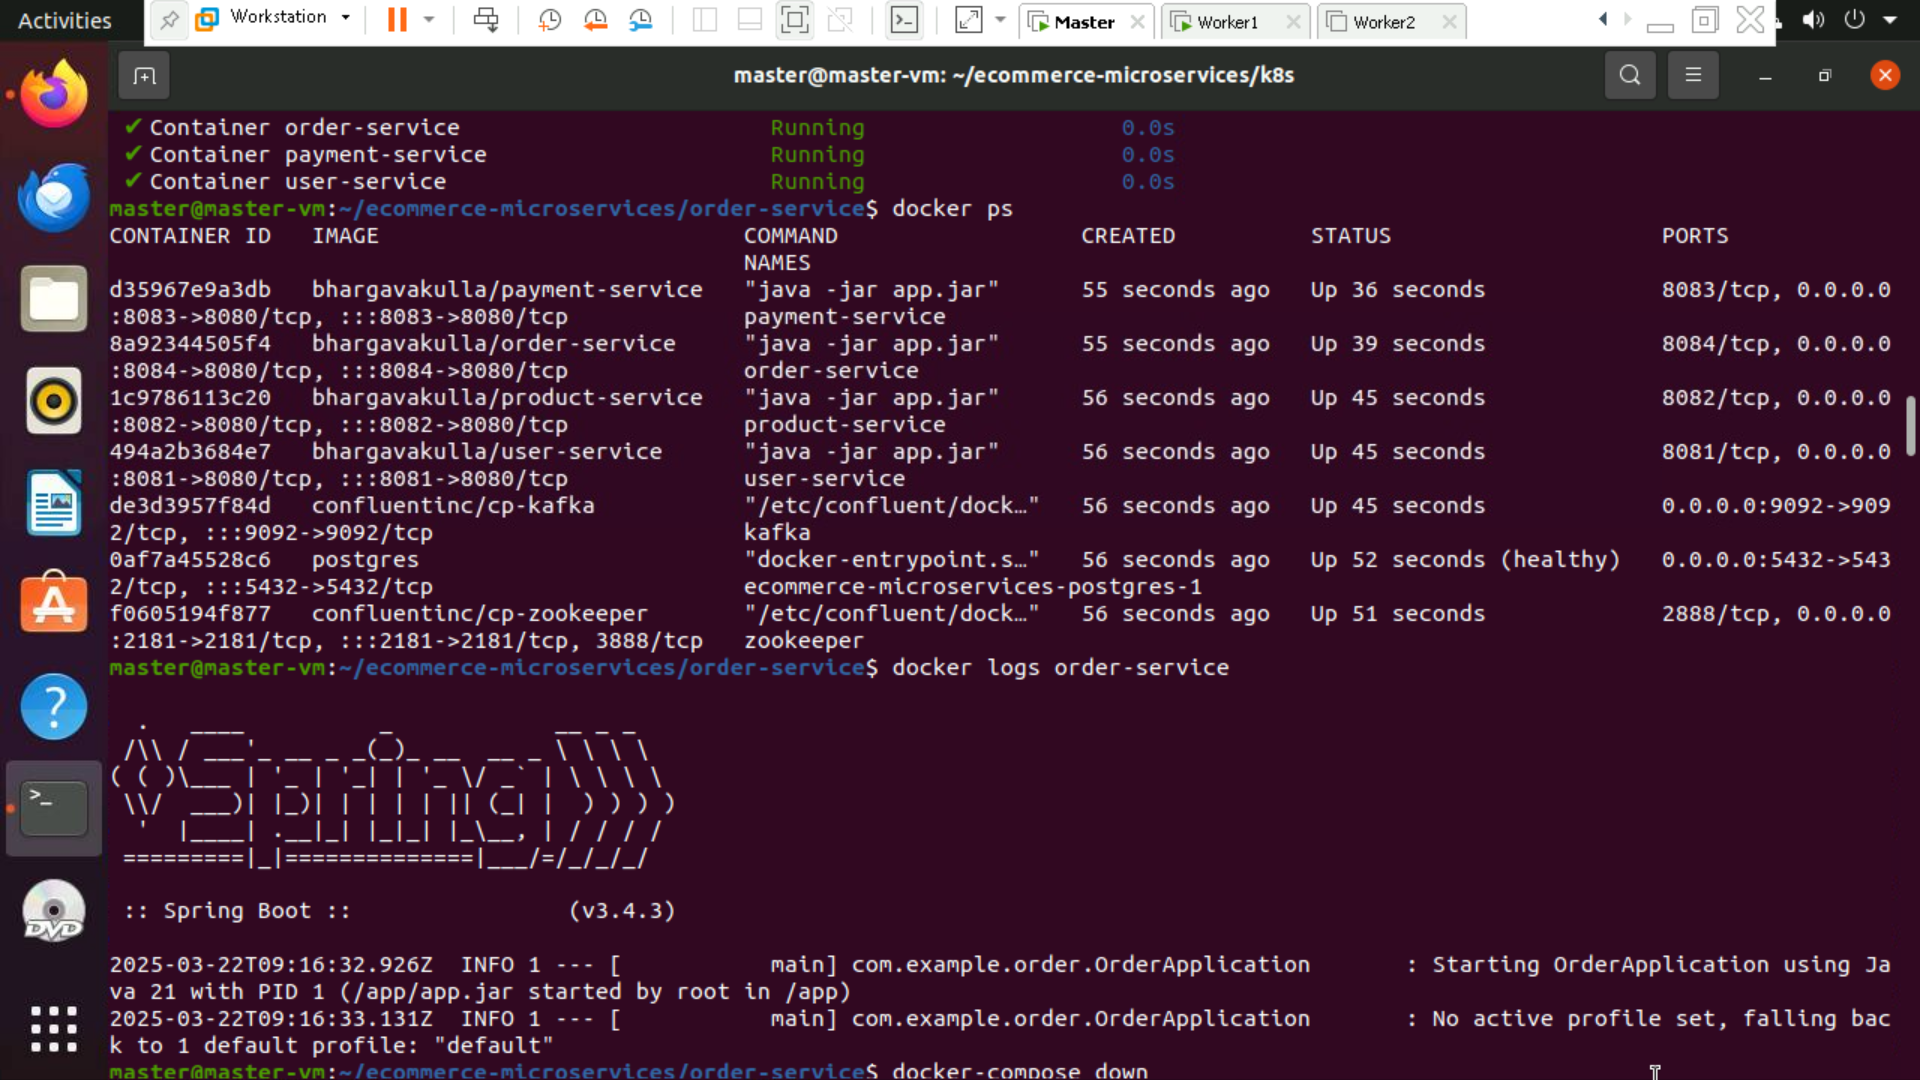 Activities
Workstation
Master
Worker1
Worker2
master@master-vm: ~/ecommerce-microservices/k8s
✔ Container order-service Running 0.0s
✔ Container payment-service Running 0.0s
✔ Container user-service Running 0.0s
master@master-vm:~/ecommerce-microservices/order-service$ docker ps
CONTAINER ID   IMAGE   COMMAND   CREATED   STATUS   PORTS
NAMES
d35967e9a3db   bhargavakulla/payment-service   "java -jar app.jar"   55 seconds ago   Up 36 seconds   8083/tcp, 0.0.0.0
:8083->8080/tcp, :::8083->8080/tcp   payment-service
8a92344505f4   bhargavakulla/order-service   "java -jar app.jar"   55 seconds ago   Up 39 seconds   8084/tcp, 0.0.0.0
:8084->8080/tcp, :::8084->8080/tcp   order-service
1c9786113c20   bhargavakulla/product-service   "java -jar app.jar"   56 seconds ago   Up 45 seconds   8082/tcp, 0.0.0.0
:8082->8080/tcp, :::8082->8080/tcp   product-service
494a2b3684e7   bhargavakulla/user-service   "java -jar app.jar"   56 seconds ago   Up 45 seconds   8081/tcp, 0.0.0.0
:8081->8080/tcp, :::8081->8080/tcp   user-service
de3d3957f84d   confluentinc/cp-kafka   "/etc/confluent/dock…"   56 seconds ago   Up 45 seconds   0.0.0.0:9092->909
2/tcp, :::9092->9092/tcp   kafka
0af7a45528c6   postgres   "docker-entrypoint.s…"   56 seconds ago   Up 52 seconds (healthy)   0.0.0.0:5432->543
2/tcp, :::5432->5432/tcp   ecommerce-microservices-postgres-1
f0605194f877   confluentinc/cp-zookeeper   "/etc/confluent/dock…"   56 seconds ago   Up 51 seconds   2888/tcp, 0.0.0.0
:2181->2181/tcp, :::2181->2181/tcp, 3888/tcp   zookeeper
master@master-vm:~/ecommerce-microservices/order-service$ docker logs order-service
Spring
:: Spring Boot ::   (v3.4.3)
2025-03-22T09:16:32.926Z  INFO 1 --- [           main] com.example.order.OrderApplication       : Starting OrderApplication using Ja
va 21 with PID 1 (/app/app.jar started by root in /app)
2025-03-22T09:16:33.131Z  INFO 1 --- [           main] com.example.order.OrderApplication       : No active profile set, falling bac
k to 1 default profile: "default"
master@master-vm:~/ecommerce-microservices/order-service$ docker-compose down
DVD